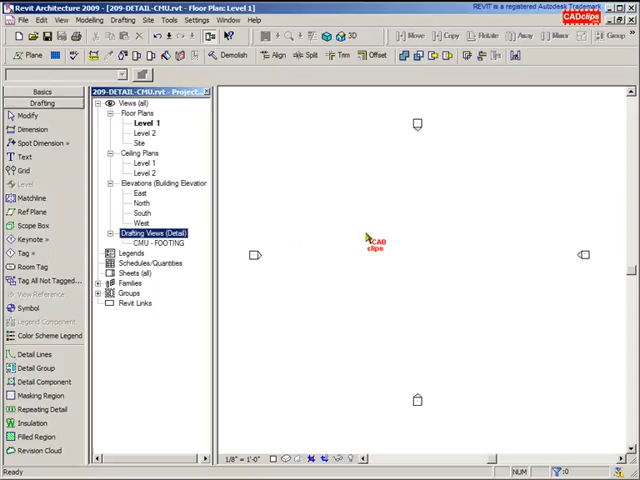 Revit Architecture 2009 - [209-DETAIL-CMU.rvt - Floor Plan: Level 1]
REVIT is a registered Autodesk Trademark
CADclips
File Edit View Modelling Drafting Site Tools Settings Window Help
3D Move Copy Rotate Array Mirror Group
Plane Demolish Align Split Trim Offset
Basics
Drafting
Modify
Dimension
Spot Dimension »
Text
Grid
Level
Matchline
Ref Plane
Scope Box
Keynote »
Tag »
Room Tag
Tag All Not Tagged...
View Reference
Symbol
Legend Component
Color Scheme Legend
Detail Lines
Detail Group
Detail Component
Masking Region
Repeating Detail
Insulation
Filled Region
Revision Cloud
209-DETAIL-CMU.rvt - Projec...
Views (all)
Floor Plans
Level 1
Level 2
Site
Ceiling Plans
Level 1
Level 2
Elevations (Building Elevation
East
North
South
West
Drafting Views (Detail)
CMU - FOOTING
Legends
Schedules/Quantities
Sheets (all)
Families
Groups
Revit Links
CAD
clips
1/8" = 1'-0"
Ready
NUM
:0